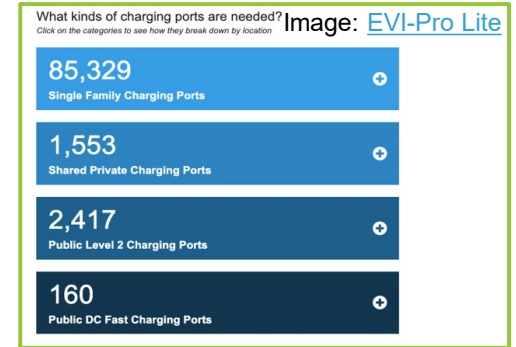 What kinds of charging ports are needed? Image: EVI-Pro Lite
Click on the categories to see how they break down by location
85,329
Single Family Charging Ports
1,553
Shared Private Charging Ports
2,417
Public Level 2 Charging Ports
160
Public DC Fast Charging Ports